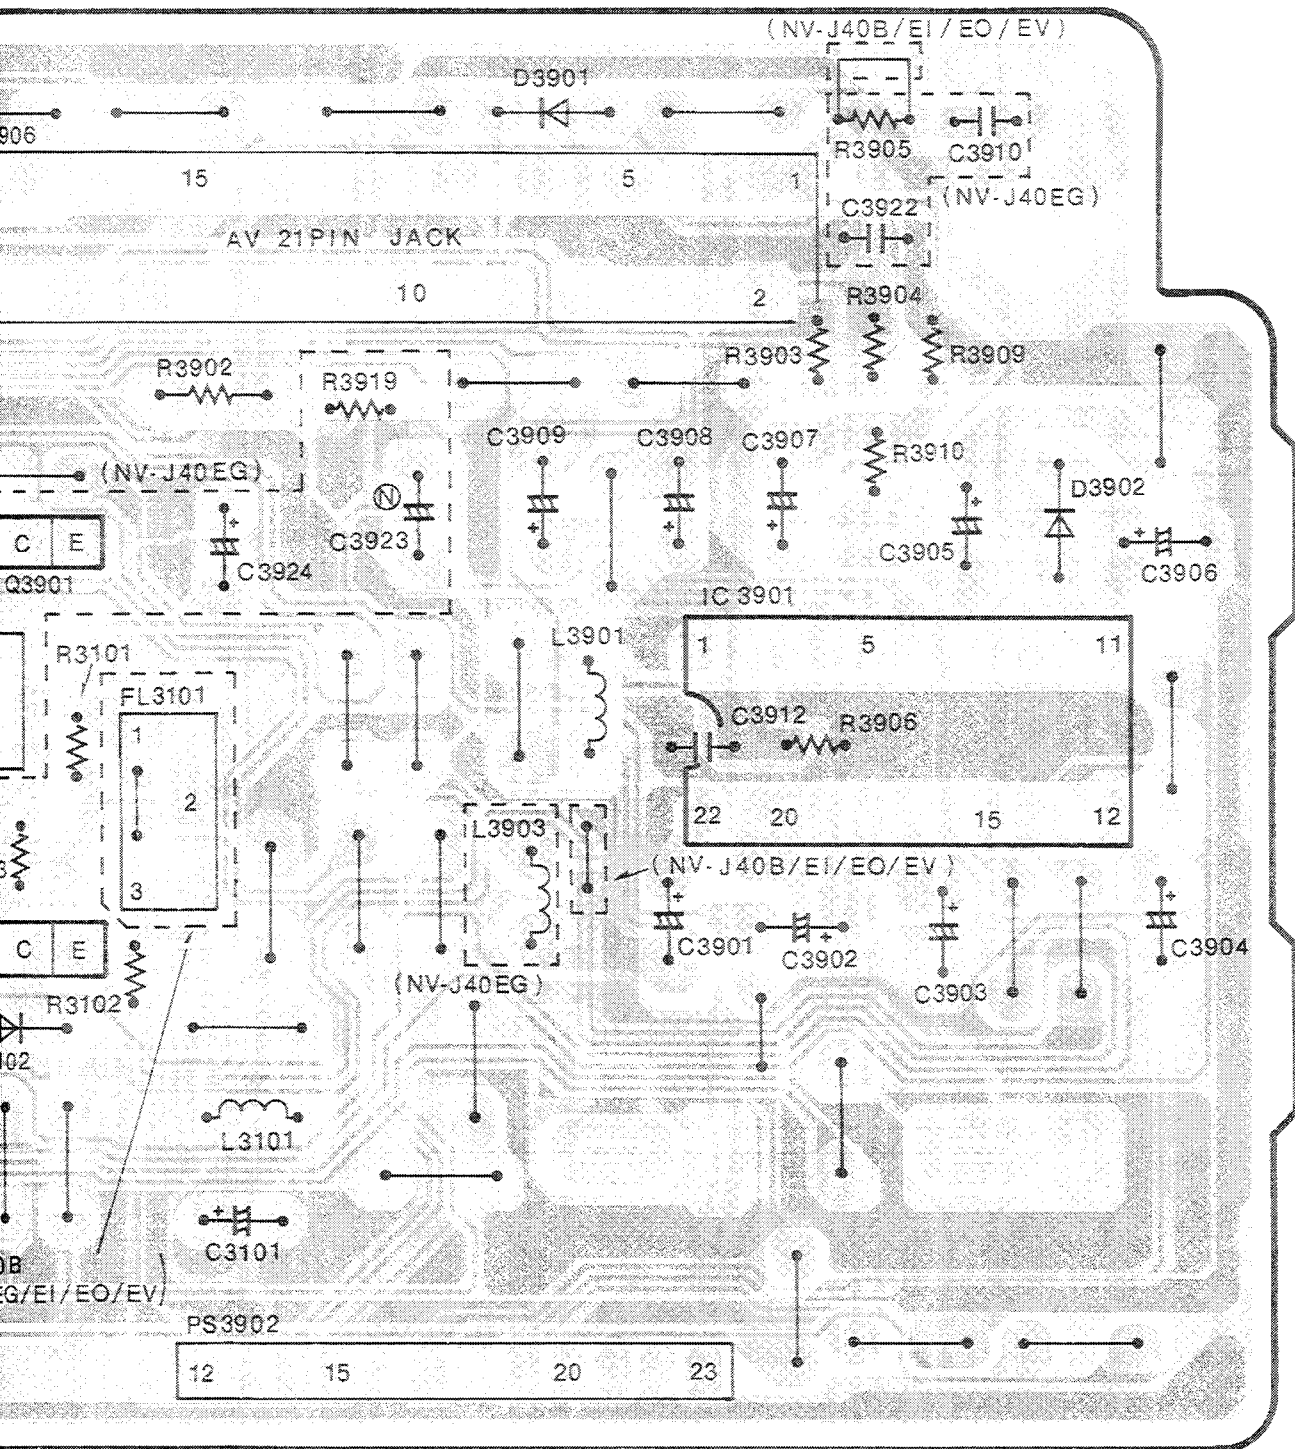 (NV-J40B/EI/EO/EV)
D3901
906
R3905
C3910
15
5
1
(NV-J40EG)
C3922
AV 21PIN JACK
10
2
R3904
R3903
R3909
R3902
R3919
C3909
C3908
C3907
R3910
(NV-J40EG)
N
D3902
+
+
+
+
+
+
C E
C3923
C3905
Q3901
C3924
C3906
IC 3901
L3901
1
5
11
R3101
FL3101
1
C3912
R3906
2
22
20
15
12
L3903
3
3
(NV-J40B/EI/EO/EV)
+
+
+
+
C E
C3901
C3902
C3903
C3904
R3102
(NV-J40EG)
102
L3101
+
C3101
0B
EG/EI/EO/EV)
PS3902
12
15
20
23